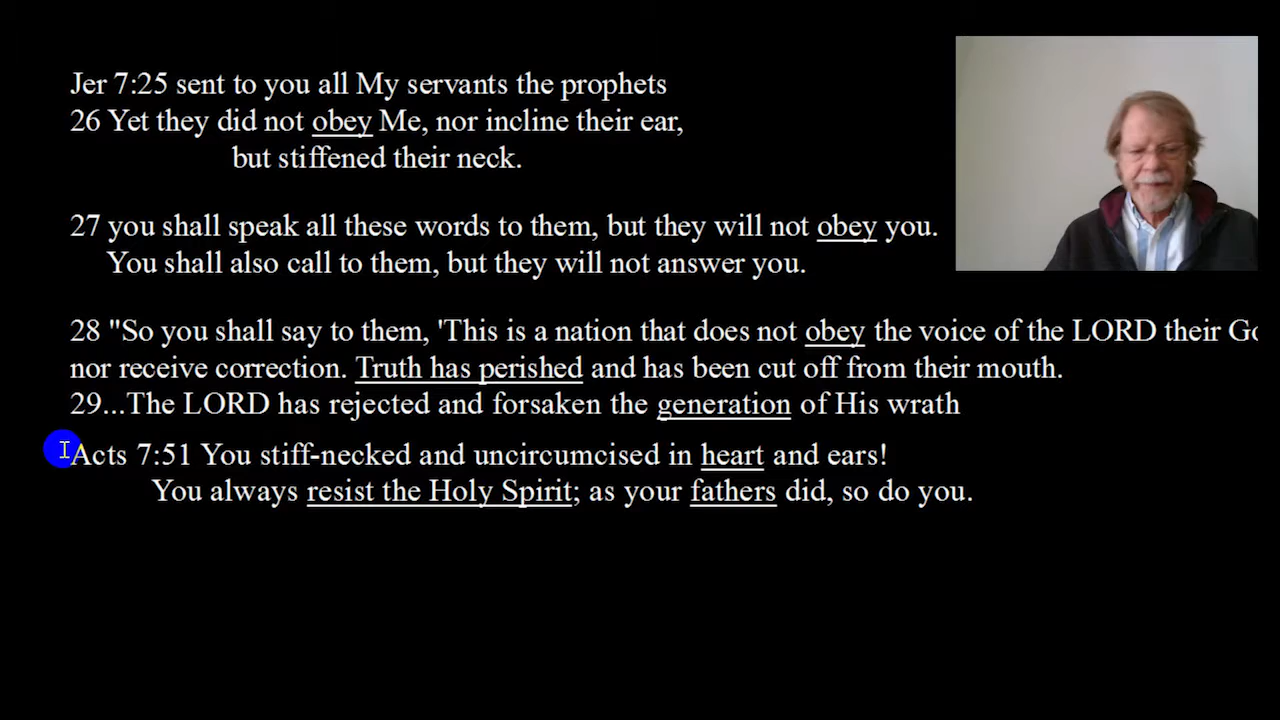 Jer 7:25 sent to you all My servants the prophets
26 Yet they did not obey Me, nor incline their ear,
but stiffened their neck.
27 you shall speak all these words to them, but they will not obey you.
You shall also call to them, but they will not answer you.
28 "So you shall say to them, 'This is a nation that does not obey the voice of the LORD their Go
nor receive correction. Truth has perished and has been cut off from their mouth.
29...The LORD has rejected and forsaken the generation of His wrath
Acts 7:51 You stiff-necked and uncircumcised in heart and ears!
You always resist the Holy Spirit; as your fathers did, so do you.